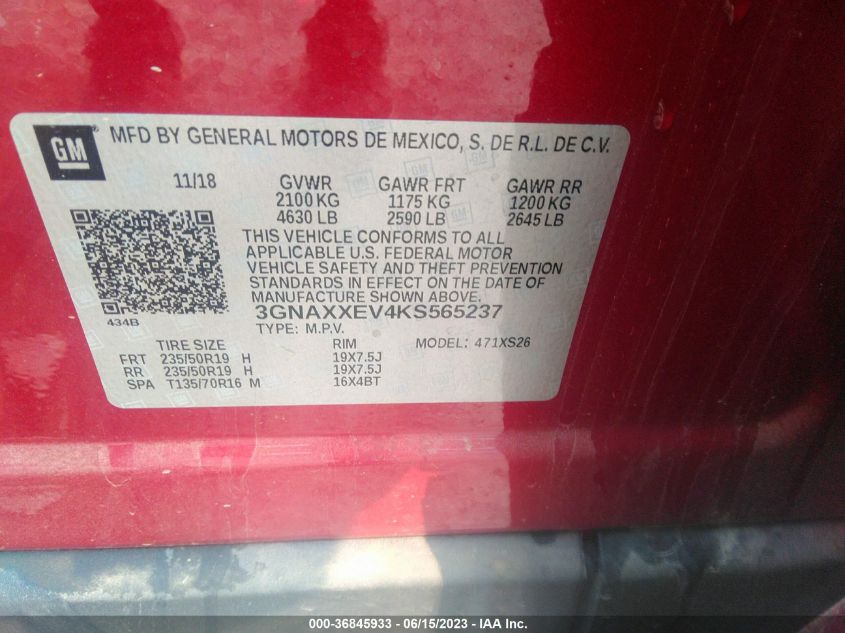 GM
MFD BY GENERAL MOTORS DE MEXICO, S. DE R.L. DE C.V.
11/18 GVWR GAWR FRT GAWR RR
2100 KG 1175 KG 1200 KG
4630 LB 2590 LB 2645 LB
THIS VEHICLE CONFORMS TO ALL
APPLICABLE U.S. FEDERAL MOTOR
VEHICLE SAFETY AND THEFT PREVENTION
STANDARDS IN EFFECT ON THE DATE OF
MANUFACTURE SHOWN ABOVE.
434B
3GNAXXEV4KS565237
TYPE: M.P.V.
TIRE SIZE RIM MODEL: 471XS26
FRT 235/50R19 H 19X7.5J
RR 235/50R19 H 19X7.5J
SPA T135/70R16 M 16X4BT
000-36845933 - 06/15/2023 - IAA Inc.